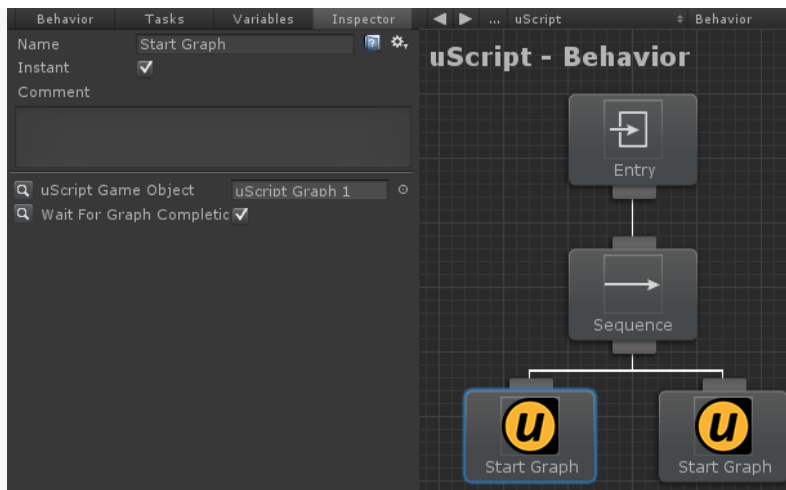 Behavior Tasks Variables Inspector
Name Start Graph
Instant
Comment
uScript Game Object uScript Graph 1
Wait For Graph Completic
... uScript Behavior
uScript - Behavior
Entry
Sequence
Start Graph Start Graph